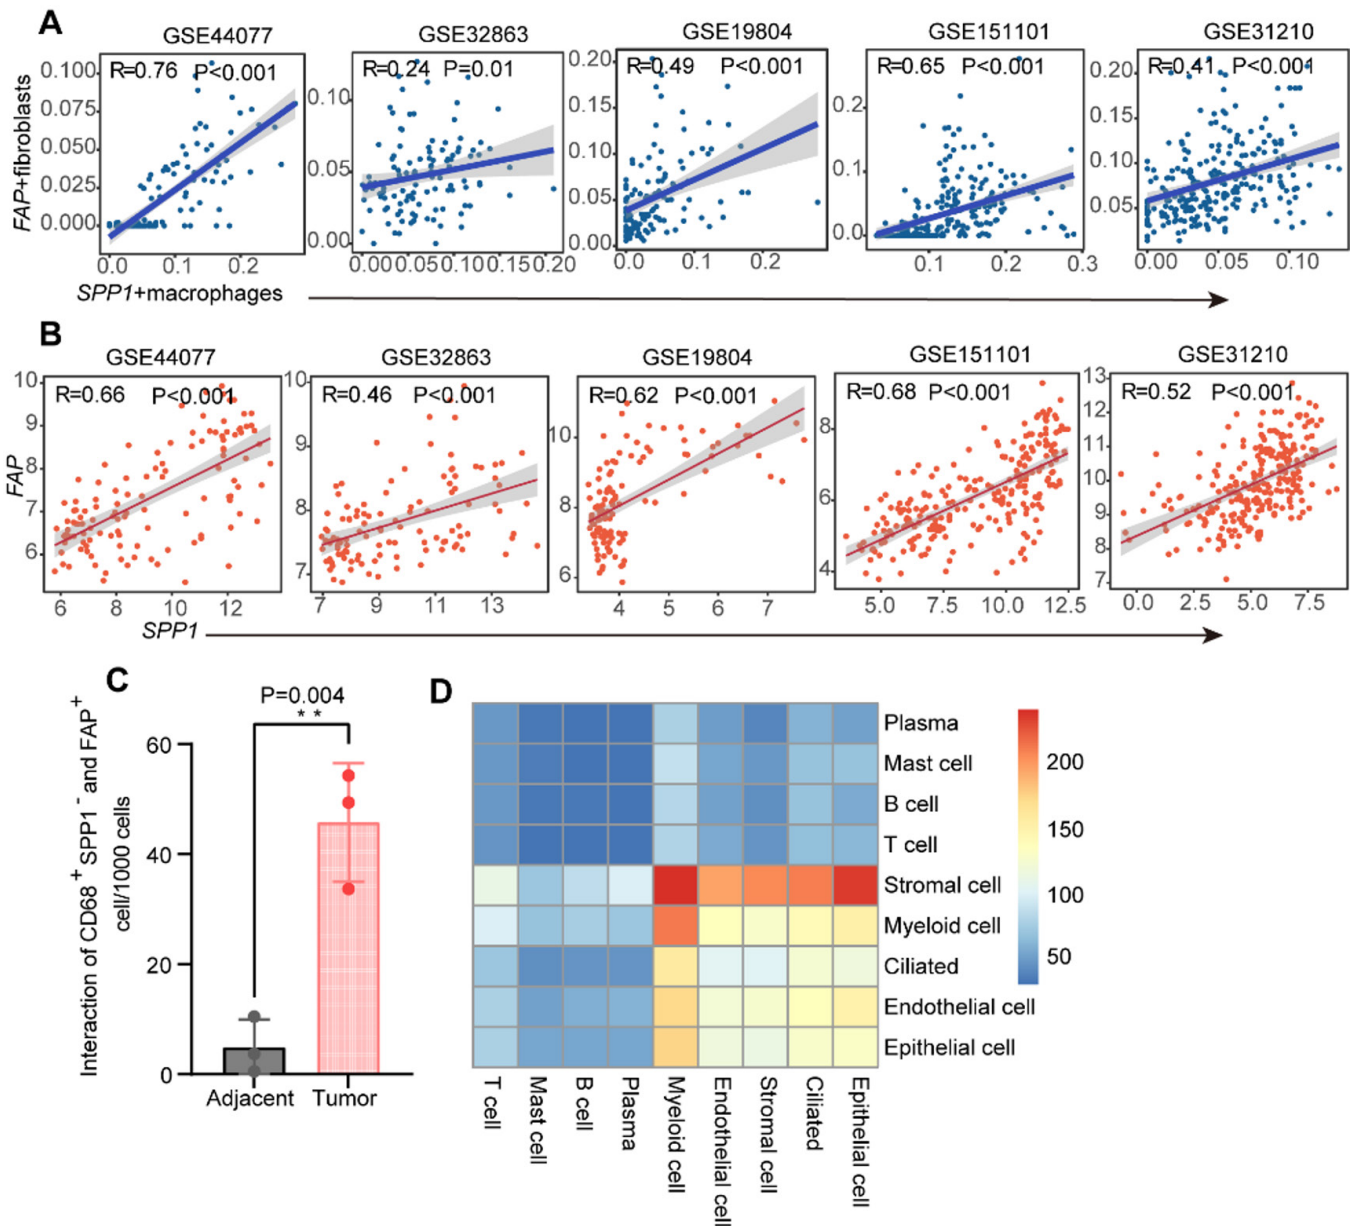 A
GSE44077 GSE32863 GSE19804 GSE151101 GSE31210
R=0.76 P<0.001 R=0.24 P=0.01 R=0.49 P<0.001 R=0.65 P<0.001 R=0.41 P<0.001
FAP+fibroblasts
0.100 0.075 0.050 0.025 0.000
0.10 0.05 0.00
0.20 0.15 0.10 0.05 0.00
0.2 0.1 0.0
0.20 0.15 0.10 0.05
0.0 0.1 0.2
0.00 0.05 0.10 0.15 0.20
0.0 0.1 0.2
0.1 0.2 0.3
0.00 0.05 0.10
SPP1+macrophages
B
GSE44077 GSE32863 GSE19804 GSE151101 GSE31210
R=0.66 P<0.001 R=0.46 P<0.001 R=0.62 P<0.001 R=0.68 P<0.001 R=0.52 P<0.001
FAP
10 9 8 7 6
10 9 8 7
10 8 6
8 6 4
13 12 11 10 9 8 7
6 8 10 12
7 9 11 13
4 5 6 7
5.0 7.5 10.0 12.5
0.0 2.5 5.0 7.5
SPP1
C
P=0.004
**
Interaction of CD68+ SPP1- and FAP+
cell/1000 cells
60
40
20
0
Adjacent Tumor
D
Plasma
Mast cell
B cell
T cell
Stromal cell
Myeloid cell
Ciliated
Endothelial cell
Epithelial cell
200
150
100
50
T cell
Mast cell
B cell
Plasma
Myeloid cell
Endothelial cell
Stromal cell
Ciliated
Epithelial cell